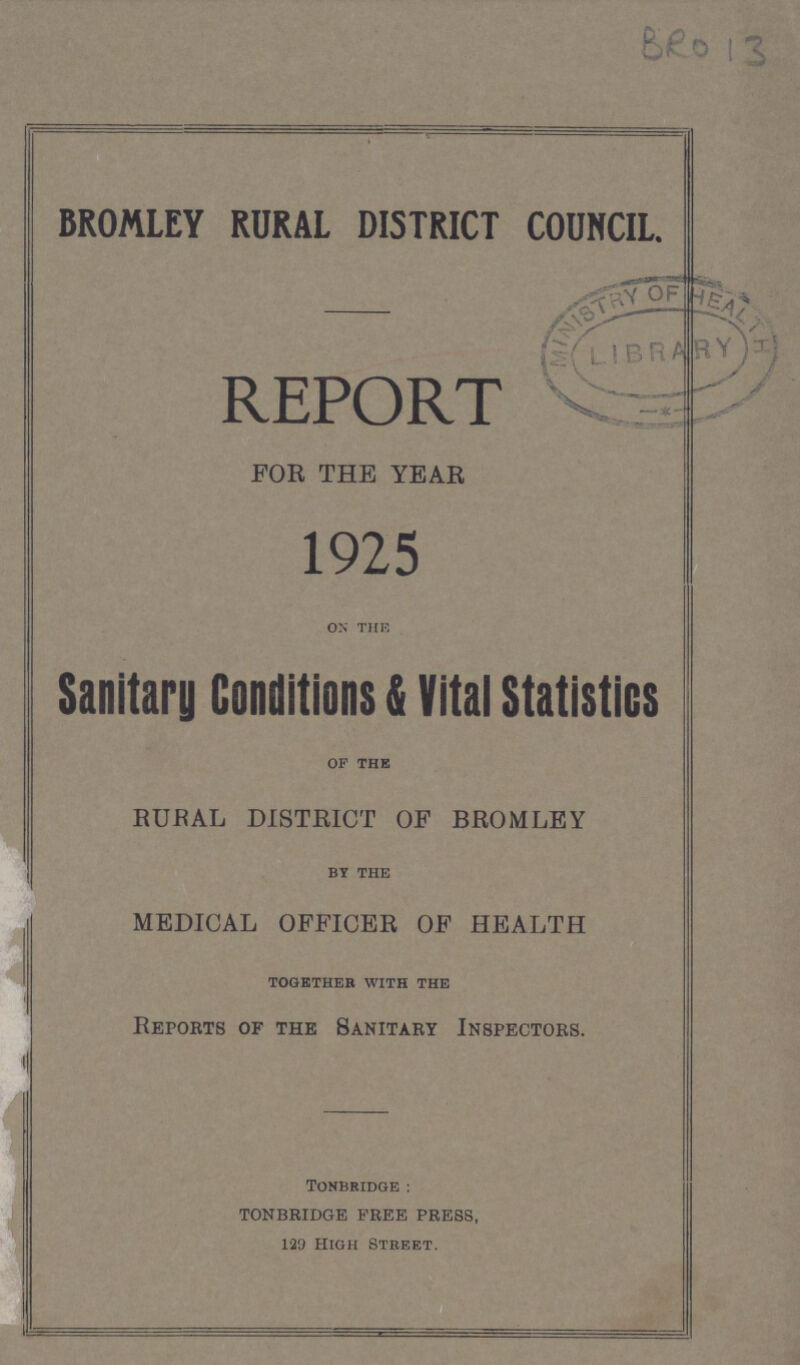 BRO 13
BROMLEY RURAL DISTRICT COUNCIL.
MINISTRY OF HEALTH
LIBRARY
REPORT
FOR THE YEAR
1925
ON THE
Sanitary Conditions & Vital Statistics
OF THE
RURAL DISTRICT OF BROMLEY
BY THE
MEDICAL OFFICER OF HEALTH
TOGETHER WITH THE
REPORTS OF THE SANITARY INSPECTORS.
TONBRIDGE :
TONBRIDGE FREE PRESS,
129 HIGH STREET.